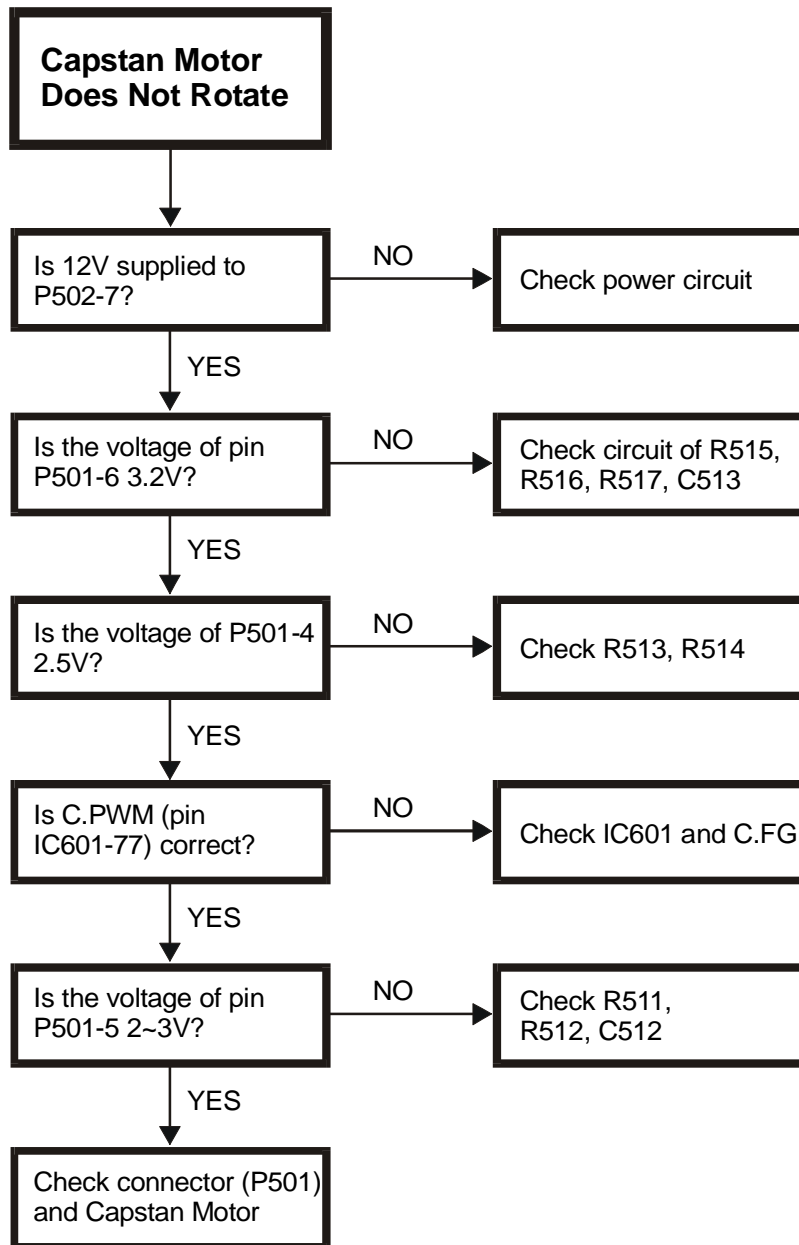 Capstan Motor
Does Not Rotate
Is 12V supplied to
P502-7?
NO
Check power circuit
YES
Is the voltage of pin
P501-6 3.2V?
NO
Check circuit of R515,
R516, R517, C513
YES
Is the voltage of P501-4
2.5V?
NO
Check R513, R514
YES
Is C.PWM (pin
IC601-77) correct?
NO
Check IC601 and C.FG
YES
Is the voltage of pin
P501-5 2~3V?
NO
Check R511,
R512, C512
YES
Check connector (P501)
and Capstan Motor